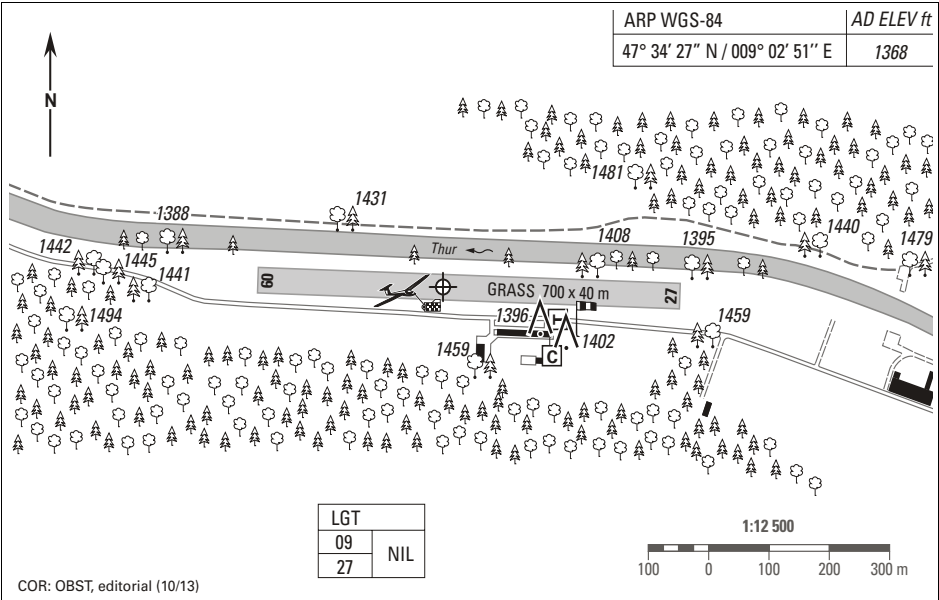 ARP WGS-84 AD ELEV ft
47° 34′ 27″ N / 009° 02′ 51′′ E 1368
N
1481
1431
1388
1442
1445
1441
1494
Thur
1408
1395
1440
1479
09
GRASS 700 x 40 m
27
1396
T
1402
1459
1459
C
LGT
09
27
NIL
1:12 500
100 0 100 200 300 m
COR: OBST, editorial (10/13)